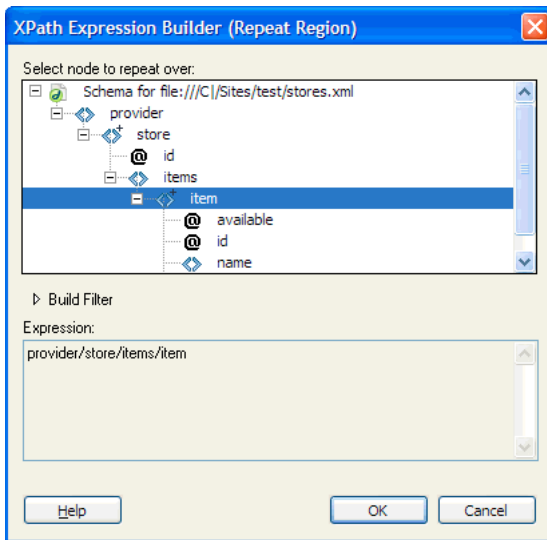 XPath Expression Builder (Repeat Region)
Select node to repeat over:
Schema for file:///C|/Sites/test/stores.xml
provider
store
@ id
items
item
@ available
@ id
name
Build Filter
Expression:
provider/store/items/item
Help
OK
Cancel